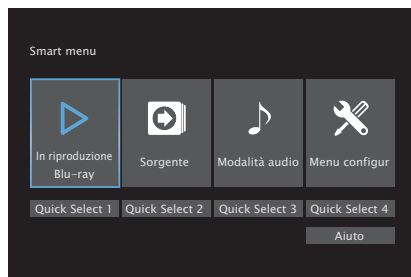 Smart menu
In riproduzione
Blu-ray
Sorgente
Modalità audio
Menu configur
Quick Select 1
Quick Select 2
Quick Select 3
Quick Select 4
Aiuto